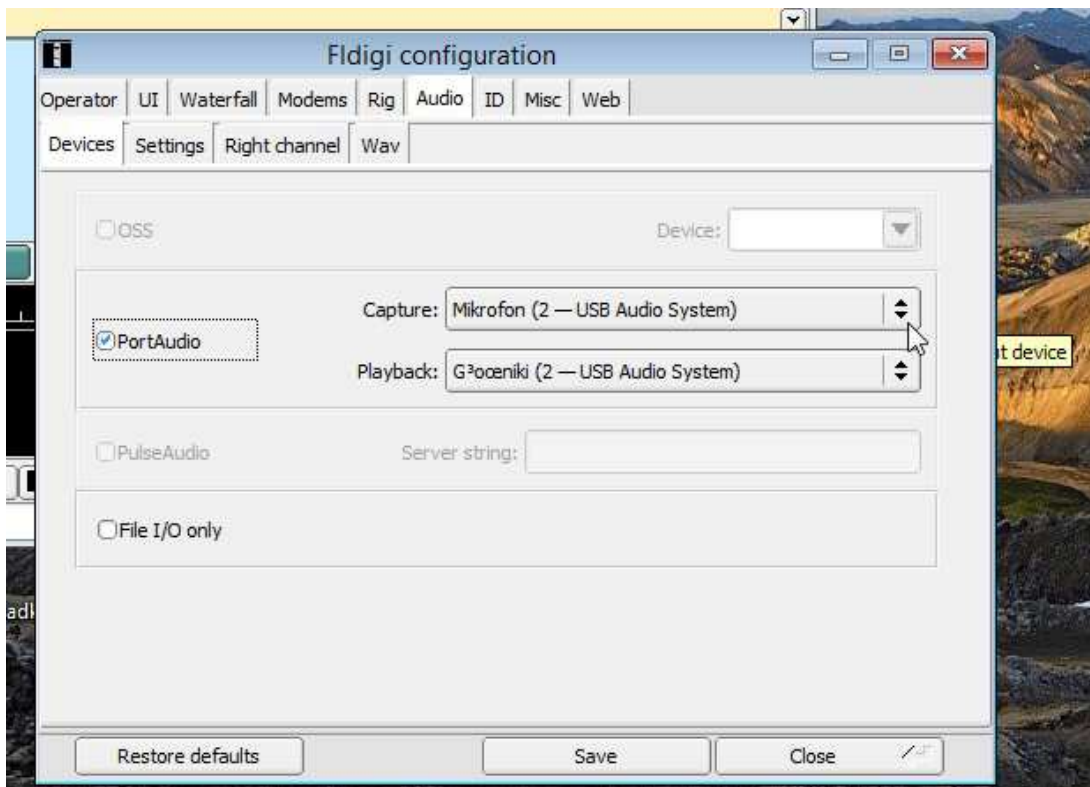 Fldigi configuration
Operator UI Waterfall Modems Rig Audio ID Misc Web
Devices Settings Right channel Wav
OSS Device:
Capture: Mikrofon (2 — USB Audio System)
PortAudio
t device
Playback: G³oœniki (2 — USB Audio System)
PulseAudio Server string:
File I/O only
adk
Restore defaults Save Close